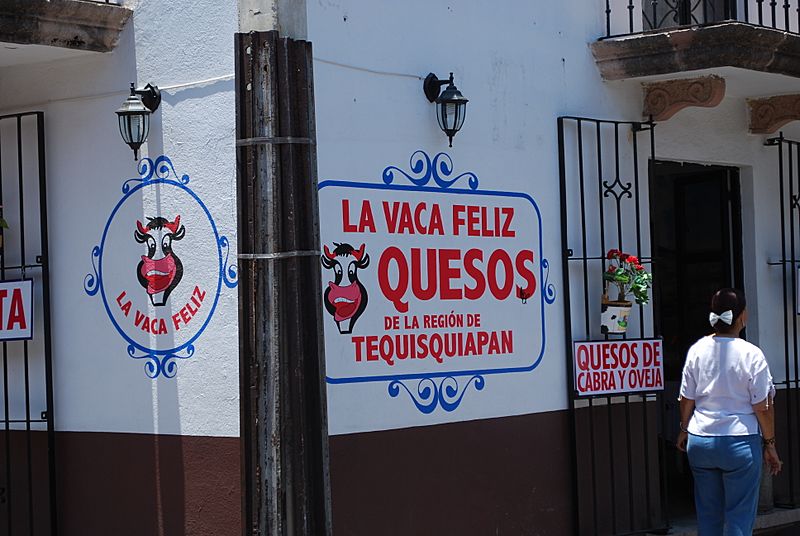 TA
LA VACA FELIZ
LA VACA FELIZ
QUESOS
DE LA REGIÓN DE
TEQUISQUIAPAN
QUESOS DE
CABRA Y OVEJA